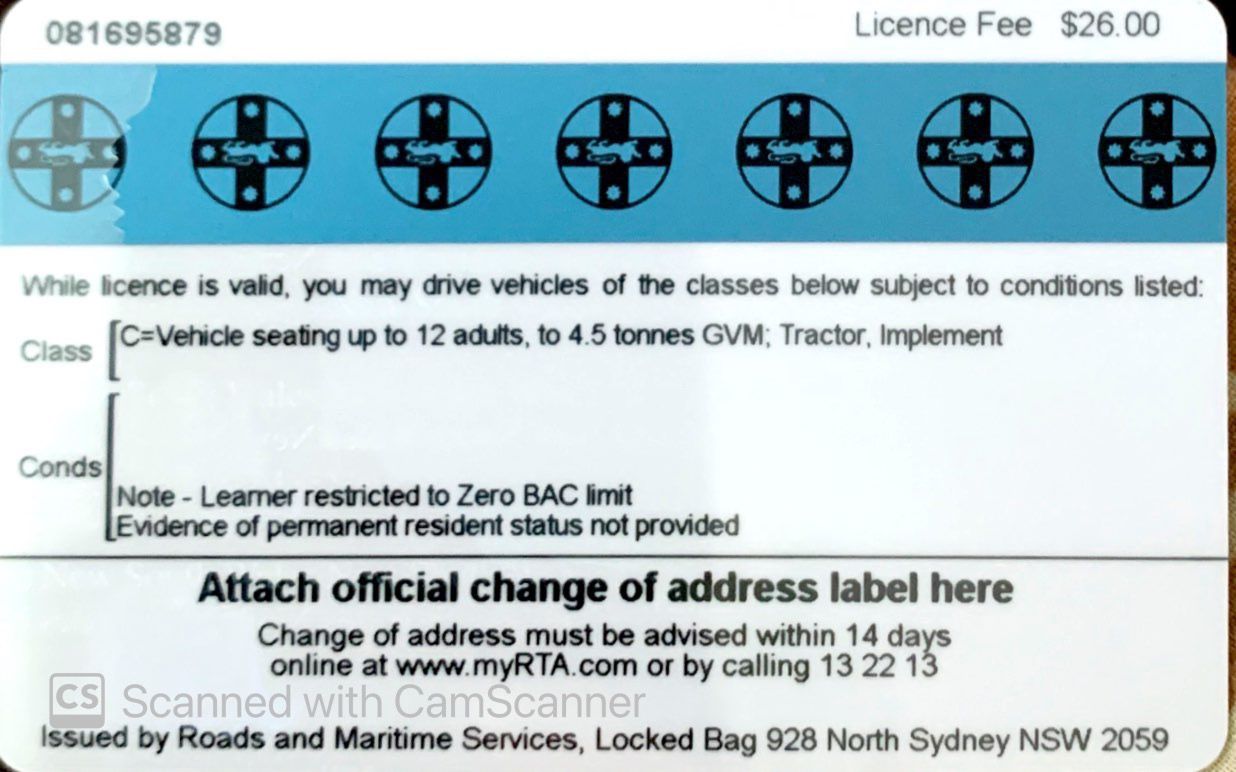 081695879
Licence Fee $26.00
While licence is valid, you may drive vehicles of the classes below subject to conditions listed:
Class
C=Vehicle seating up to 12 adults, to 4.5 tonnes GVM; Tractor, Implement
Conds
Note - Learner restricted to Zero BAC limit
Evidence of permanent resident status not provided
Attach official change of address label here
Change of address must be advised within 14 days
online at www.myRTA.com or by calling 13 22 13
CS Scanned with CamScanner
Issued by Roads and Maritime Services, Locked Bag 928 North Sydney NSW 2059